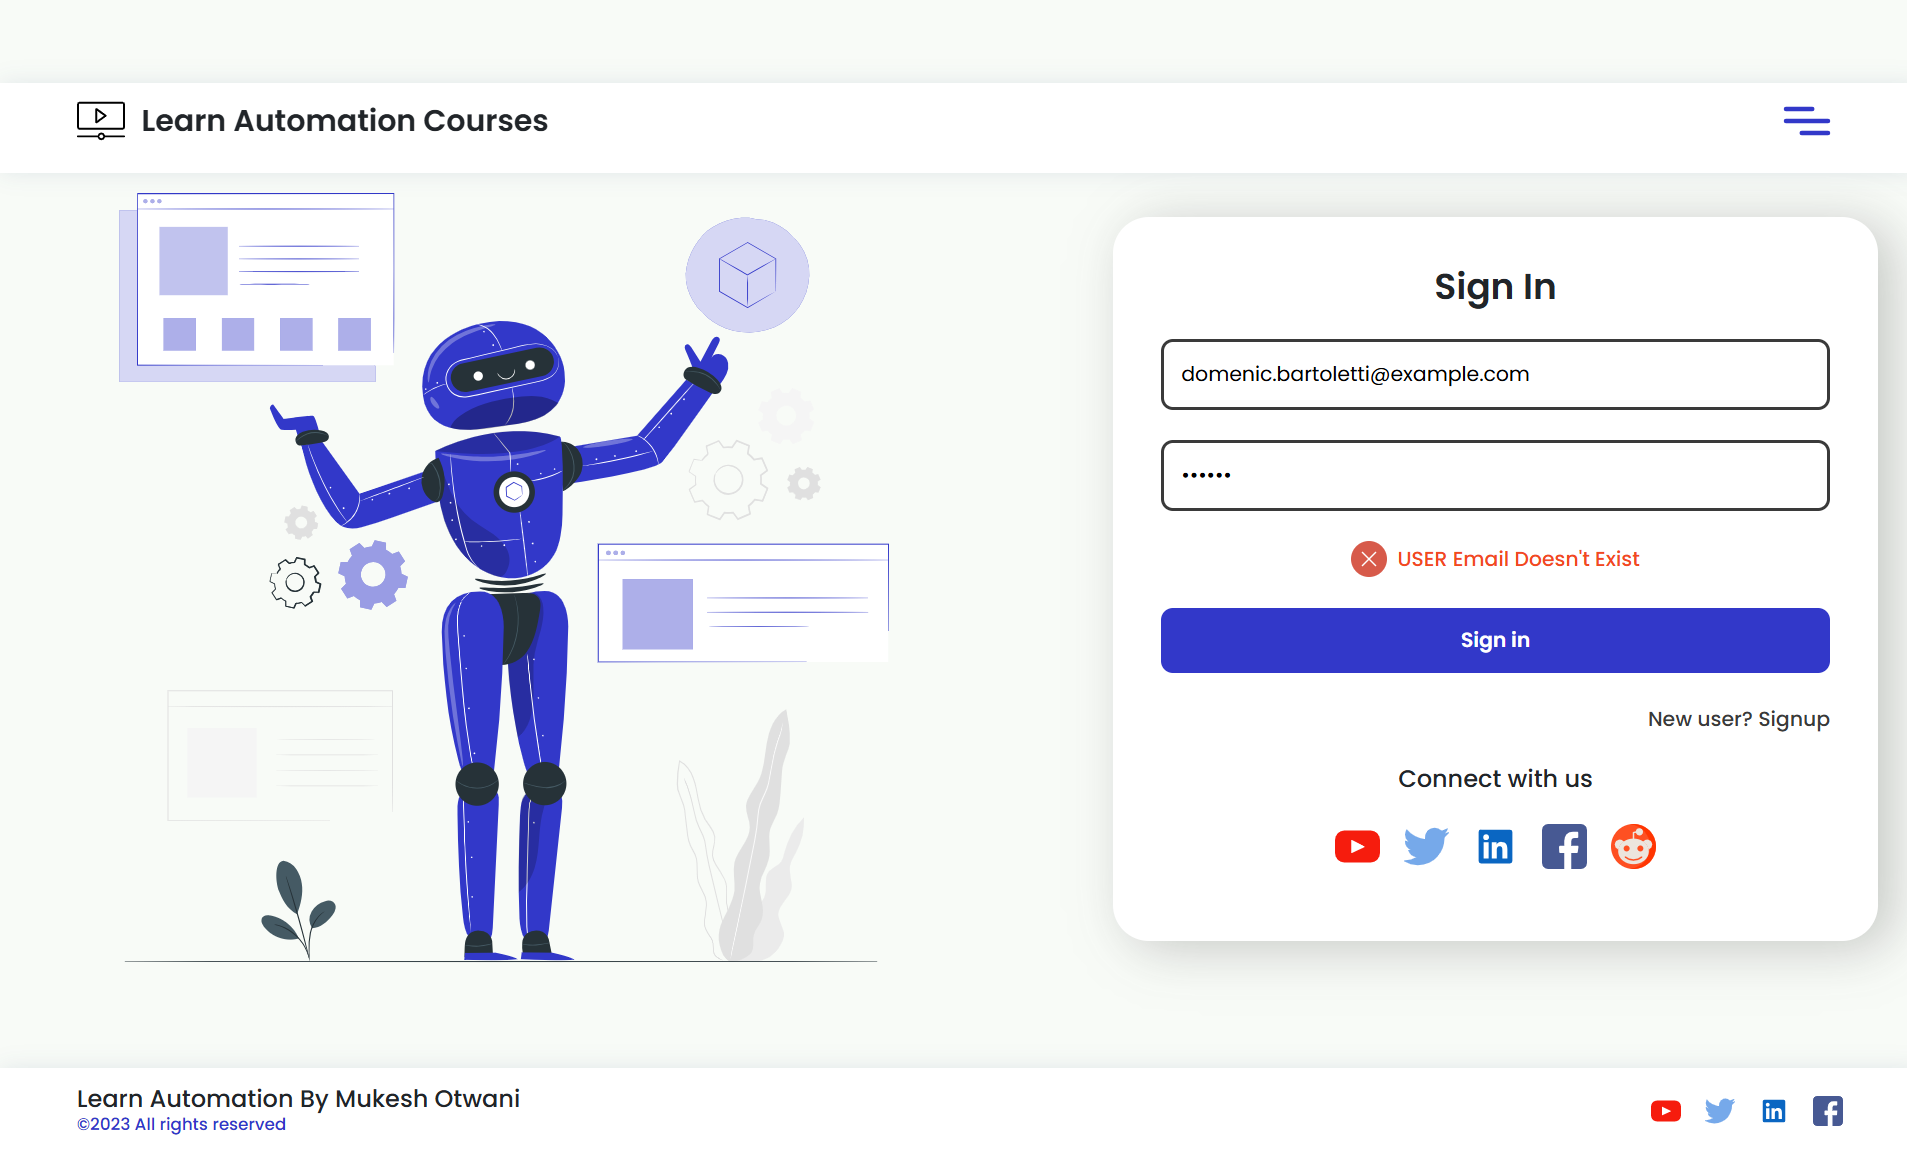 Learn Automation Courses
Sign In
domenic.bartoletti@example.com
••••••
USER Email Doesn't Exist
Sign in
New user? Signup
Connect with us
Learn Automation By Mukesh Otwani
©2023 All rights reserved